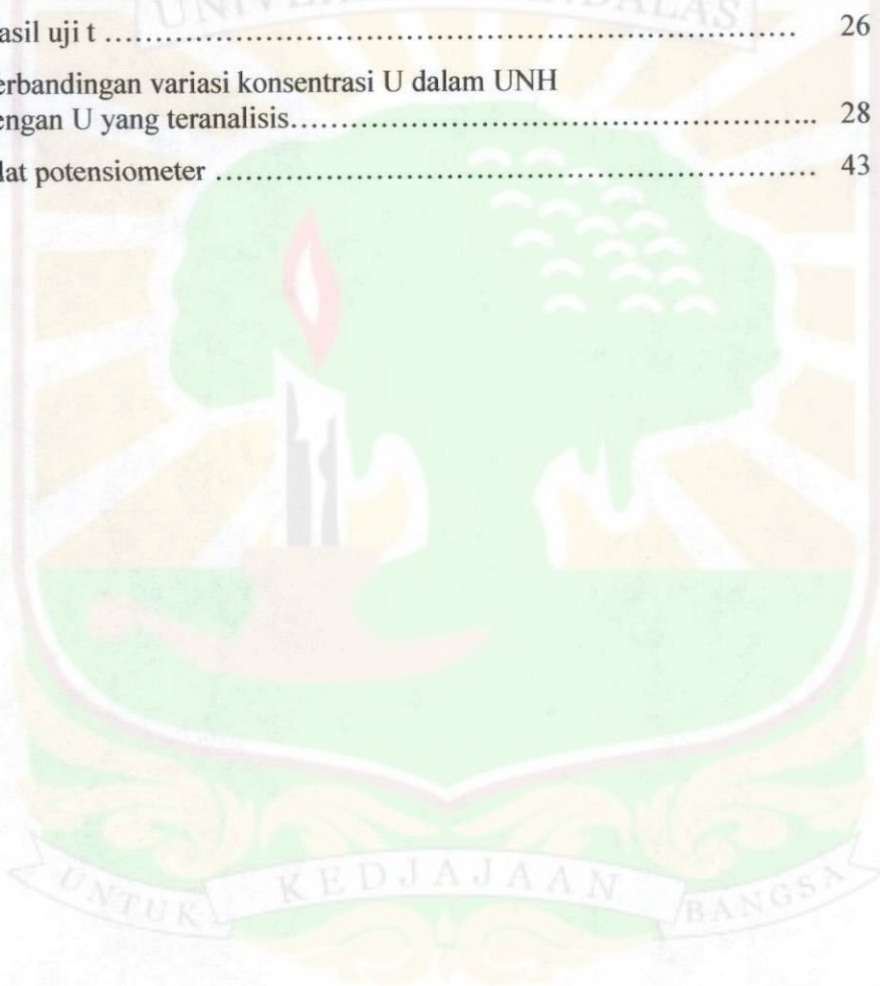 UNIVERSITAS ANDALAS
asil uji t ........................................................................ 26
erbandingan variasi konsentrasi U dalam UNH
engan U yang teranalisis....................................................... 28
lat potensiometer .............................................................. 43
UNTUK KEDJAJAAN BANGSA